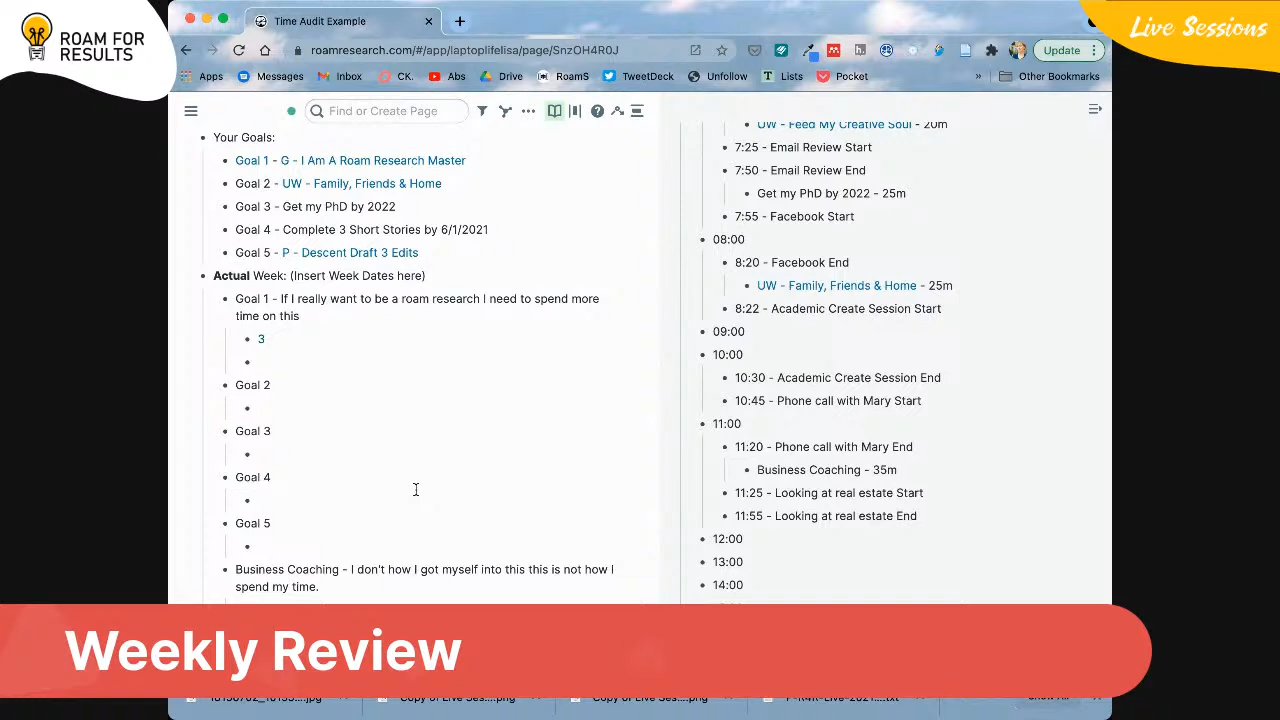 ROAM FOR
RESULTS
Time Audit Example
Live Sessions
roamresearch.com/#/app/laptoplifelisa/page/SnzOH4R0J
Update
Apps
Messages
Inbox
CK.
Abs
Drive
RoamS
TweetDeck
Unfollow
Lists
Pocket
»
Other Bookmarks
Find or Create Page
Your Goals:
Goal 1 - G - I Am A Roam Research Master
Goal 2 - UW - Family, Friends & Home
Goal 3 - Get my PhD by 2022
Goal 4 - Complete 3 Short Stories by 6/1/2021
Goal 5 - P - Descent Draft 3 Edits
Actual Week: (Insert Week Dates here)
Goal 1 - If I really want to be a roam research I need to spend more
time on this
3
Goal 2
Goal 3
Goal 4
Goal 5
Business Coaching - I don't how I got myself into this this is not how I
spend my time.
UW - Feed My Creative Soul - 20m
7:25 - Email Review Start
7:50 - Email Review End
Get my PhD by 2022 - 25m
7:55 - Facebook Start
08:00
8:20 - Facebook End
UW - Family, Friends & Home - 25m
8:22 - Academic Create Session Start
09:00
10:00
10:30 - Academic Create Session End
10:45 - Phone call with Mary Start
11:00
11:20 - Phone call with Mary End
Business Coaching - 35m
11:25 - Looking at real estate Start
11:55 - Looking at real estate End
12:00
13:00
14:00
Weekly Review